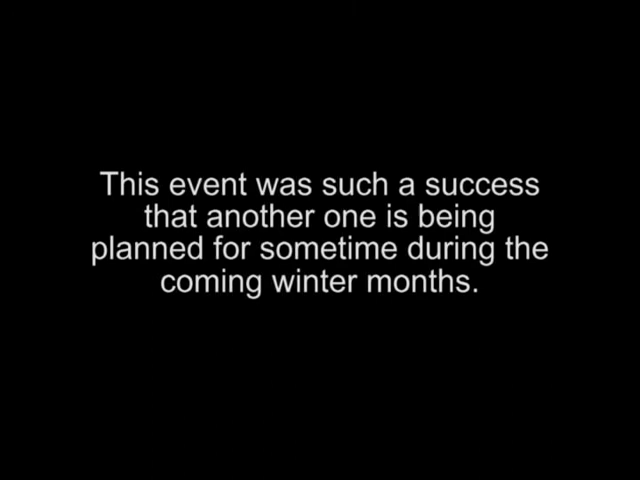 This event was such a success
that another one is being
planned for sometime during the
coming winter months.